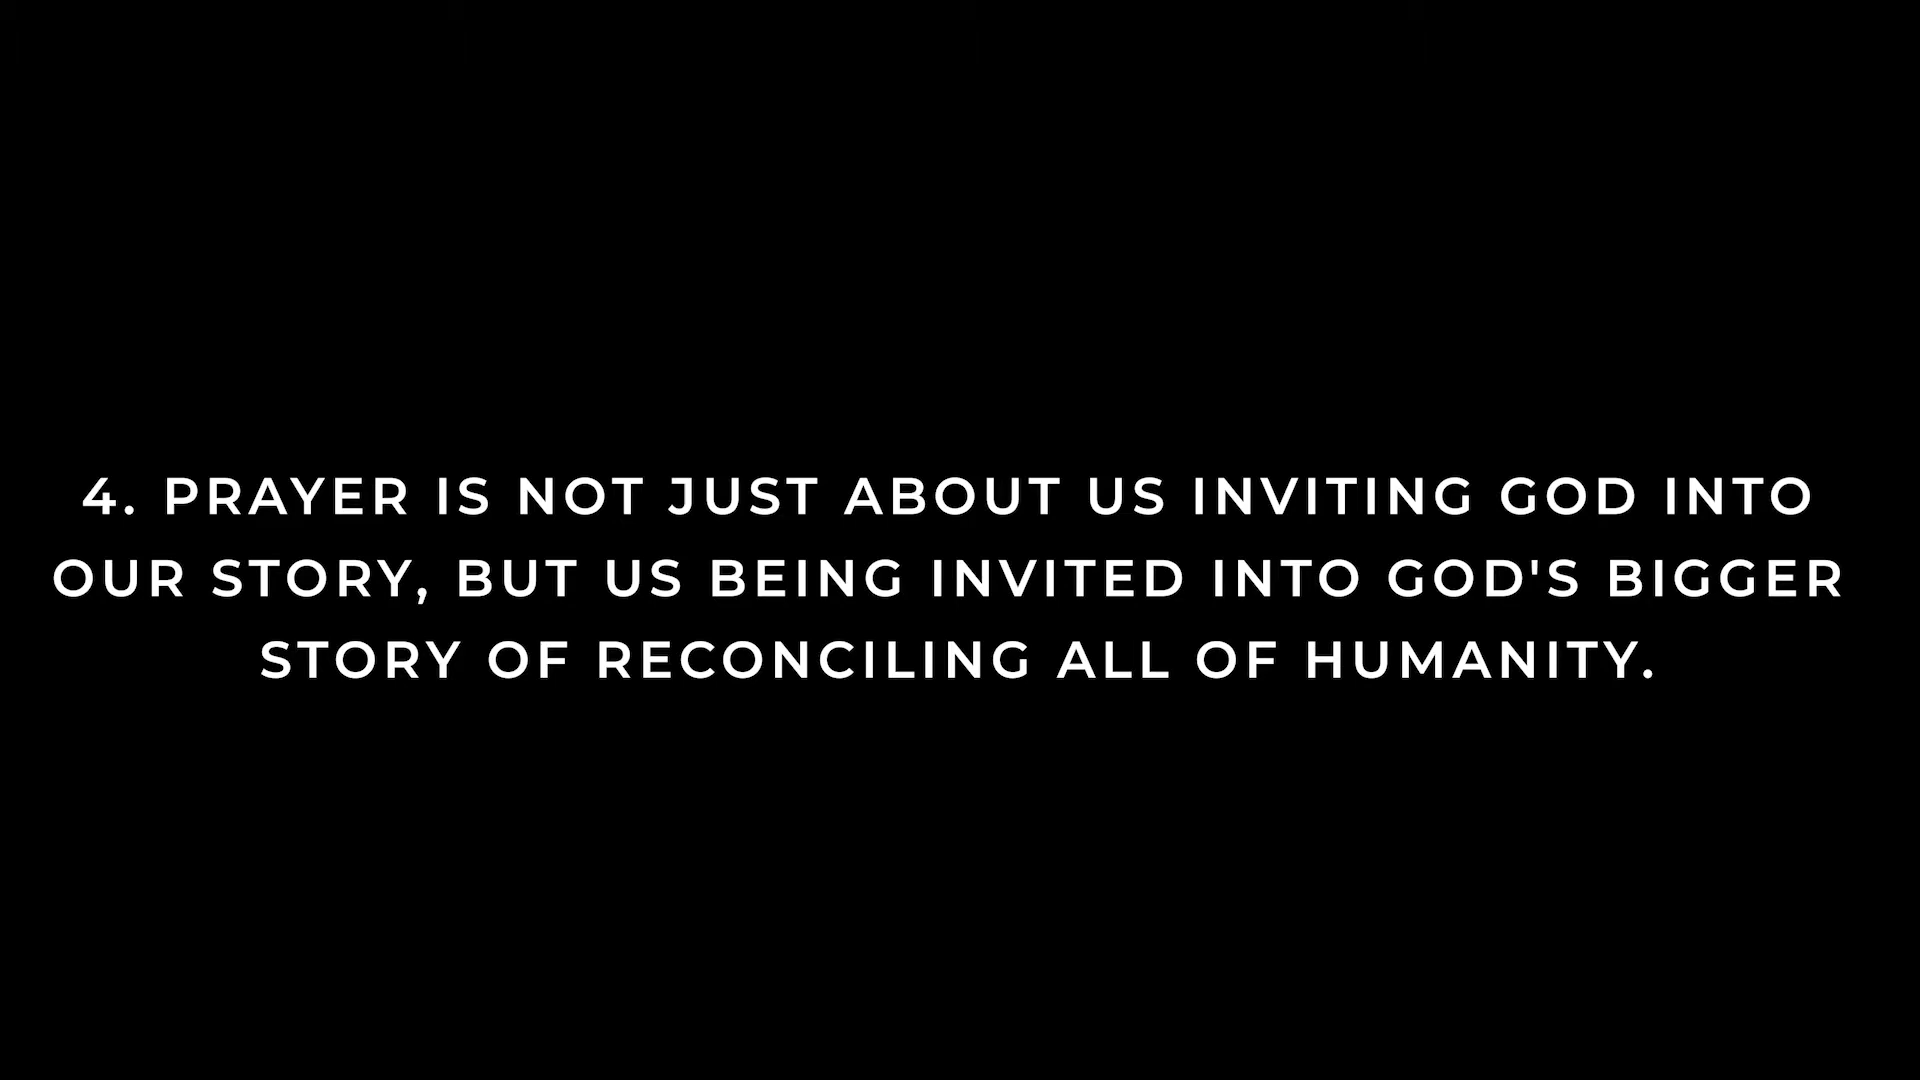 4. PRAYER IS NOT JUST ABOUT US INVITING GOD INTO
OUR STORY, BUT US BEING INVITED INTO GOD'S BIGGER
STORY OF RECONCILING ALL OF HUMANITY.